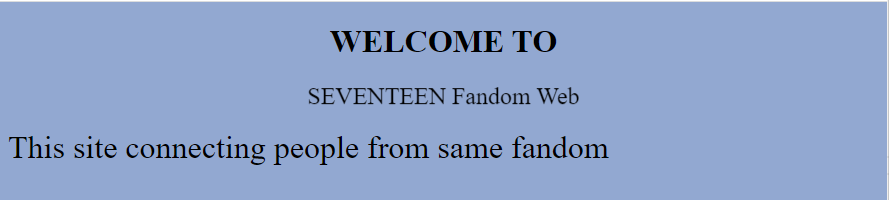 WELCOME TO
SEVENTEEN Fandom Web
This site connecting people from same fandom